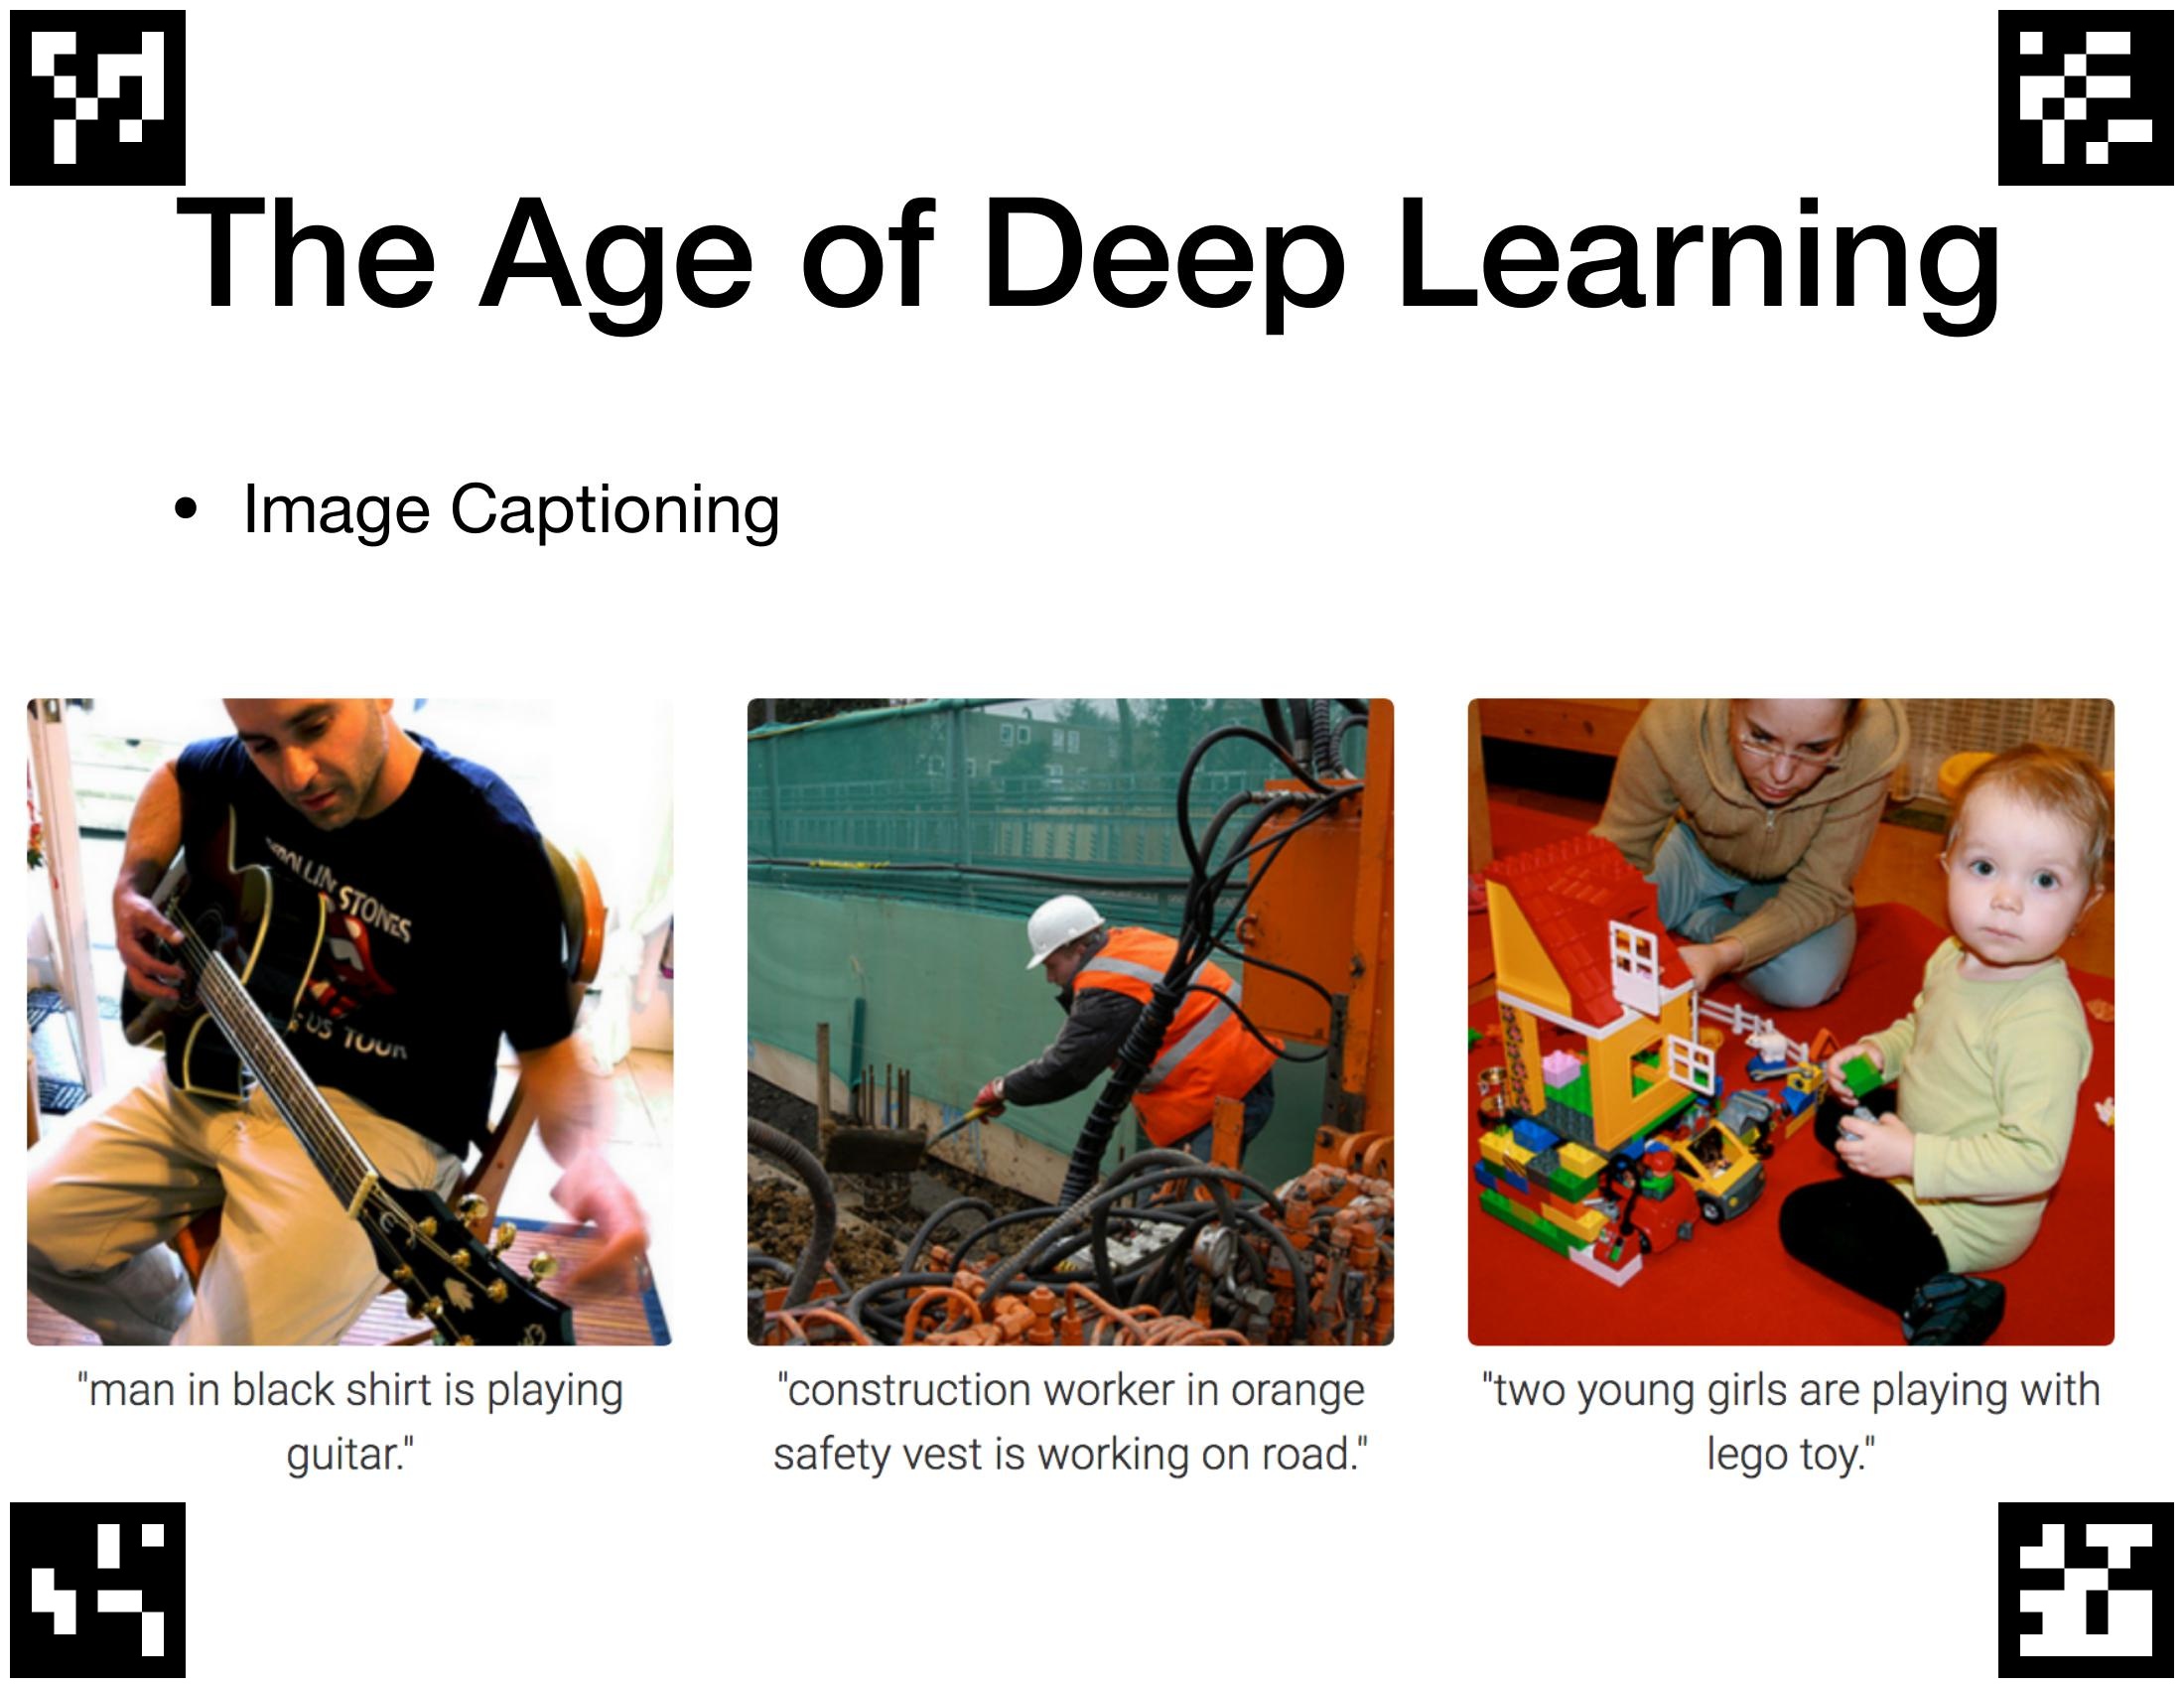 The Age of Deep Learning
• Image Captioning
STONES
US TOUR
"man in black shirt is playing
guitar."
"construction worker in orange
safety vest is working on road."
"two young girls are playing with
lego toy."